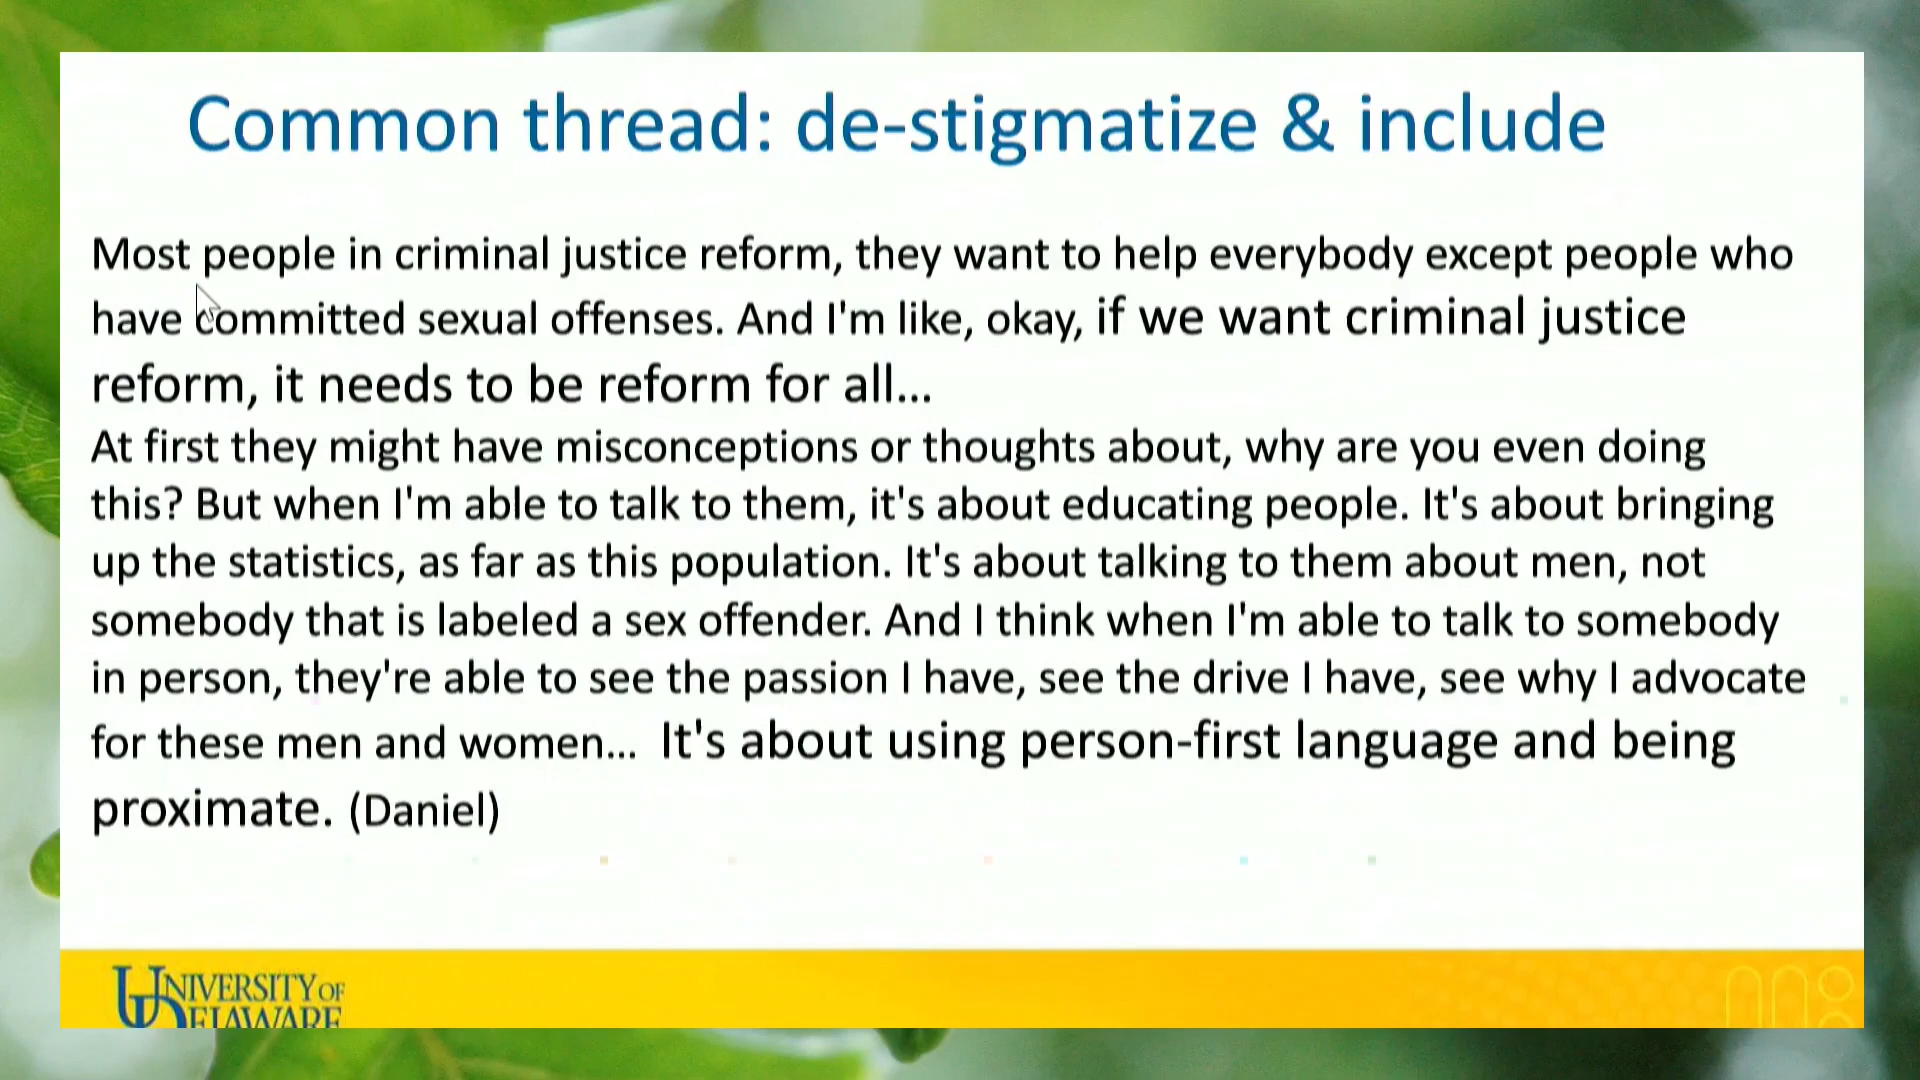 Common thread: de-stigmatize & include
Most people in criminal justice reform, they want to help everybody except people who
have committed sexual offenses. And I'm like, okay, if we want criminal justice
reform, it needs to be reform for all...
At first they might have misconceptions or thoughts about, why are you even doing
this? But when I'm able to talk to them, it's about educating people. It's about bringing
up the statistics, as far as this population. It's about talking to them about men, not
somebody that is labeled a sex offender. And I think when I'm able to talk to somebody
in person, they're able to see the passion I have, see the drive I have, see why I advocate
for these men and women... It's about using person-first language and being
proximate. (Daniel)
UNIVERSITY OF
DELAWARE